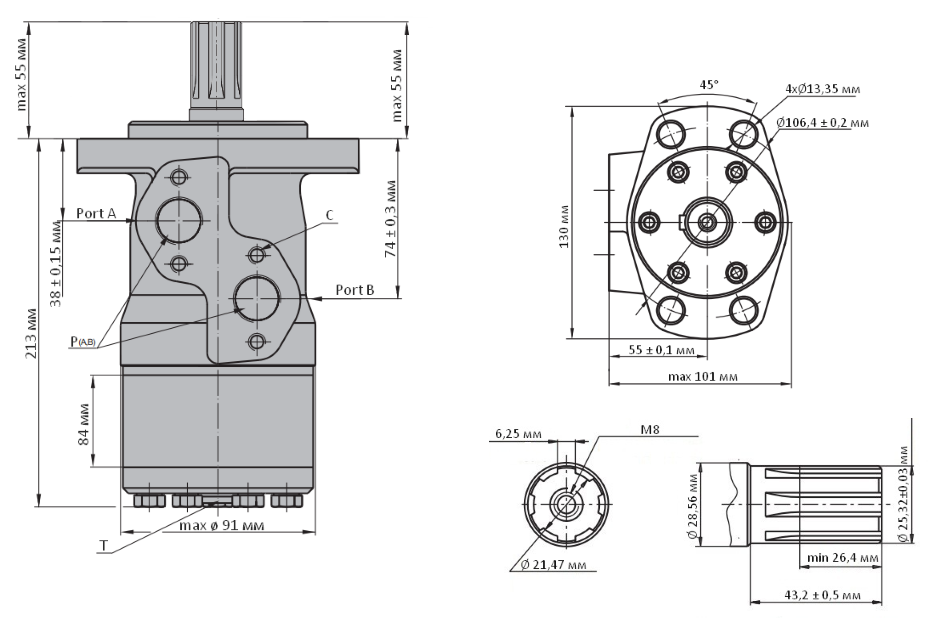 max 55 мм
max 55 мм
Port A
C
38 ± 0,15 мм
74 ± 0,3 мм
Port B
213 мм
P(A,B)
84 мм
max ø 91 мм
T
45°
4xØ13,35 мм
Ø106,4 ± 0,2 мм
130 мм
55 ± 0,1 мм
max 101 мм
6,25 мм
M8
Ø 21,47 мм
Ø 28,56 мм
Ø 25,32±0,03 мм
min 26,4 мм
43,2 ± 0,5 мм